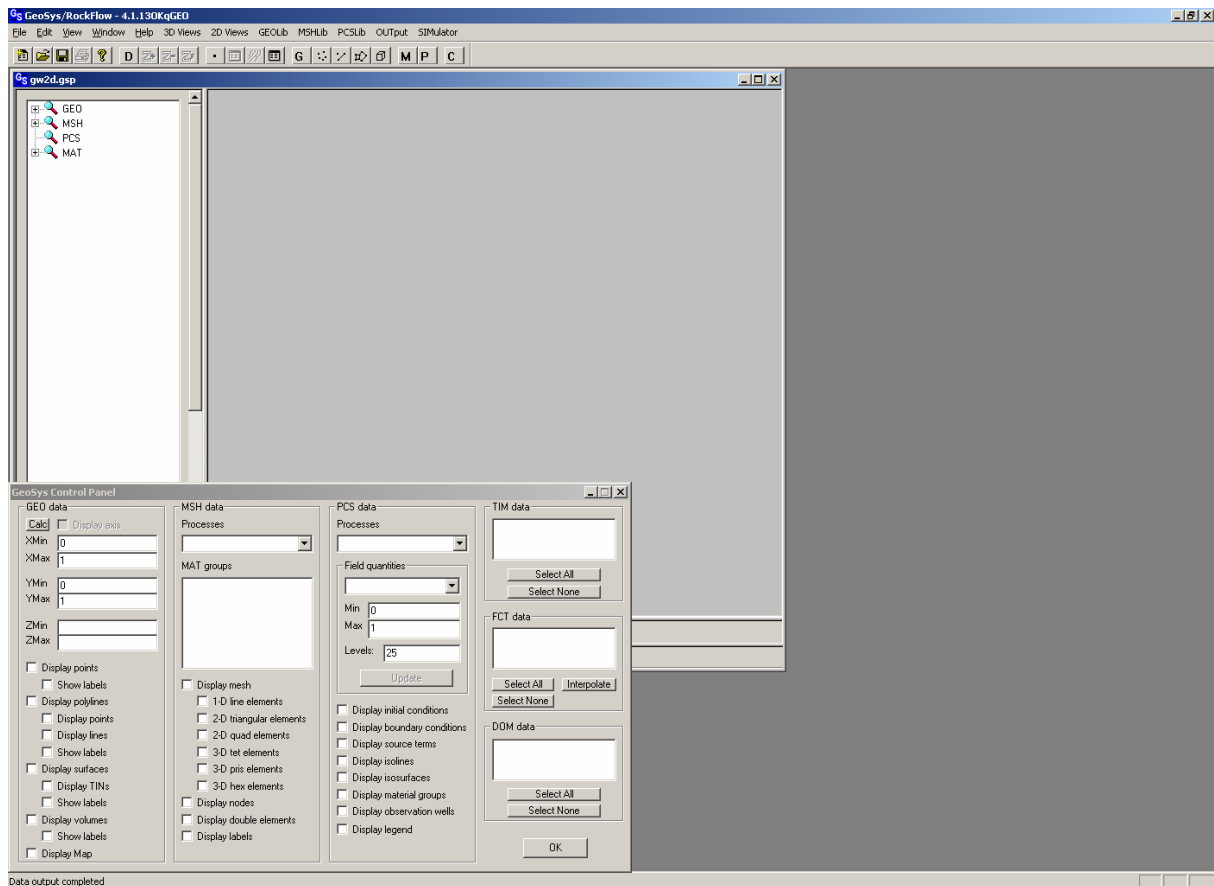 GS GeoSys/RockFlow - 4.1.13OKqGEO
File Edit View Window Help 3D Views 2D Views GEOLib MSHLib PCSLib OUTput SIMulator
D G M P C
GS gw2d.gsp
GEO
MSH
PCS
MAT
GeoSys Control Panel
GEO data
Calc Display axis
XMin 0
XMax 1
YMin 0
YMax 1
ZMin
ZMax
Display points
Show labels
Display polylines
Display points
Display lines
Show labels
Display surfaces
Display TINs
Show labels
Display volumes
Show labels
Display Map
MSH data
Processes
MAT groups
Display mesh
1-D line elements
2-D triangular elements
2-D quad elements
3-D tet elements
3-D pris elements
3-D hex elements
Display nodes
Display double elements
Display labels
PCS data
Processes
Field quantities
Min 0
Max 1
Levels: 25
Update
Display initial conditions
Display boundary conditions
Display source terms
Display isolines
Display isosurfaces
Display material groups
Display observation wells
Display legend
TIM data
Select All
Select None
FCT data
Select All Interpolate
Select None
DOM data
Select All
Select None
OK
Data output completed